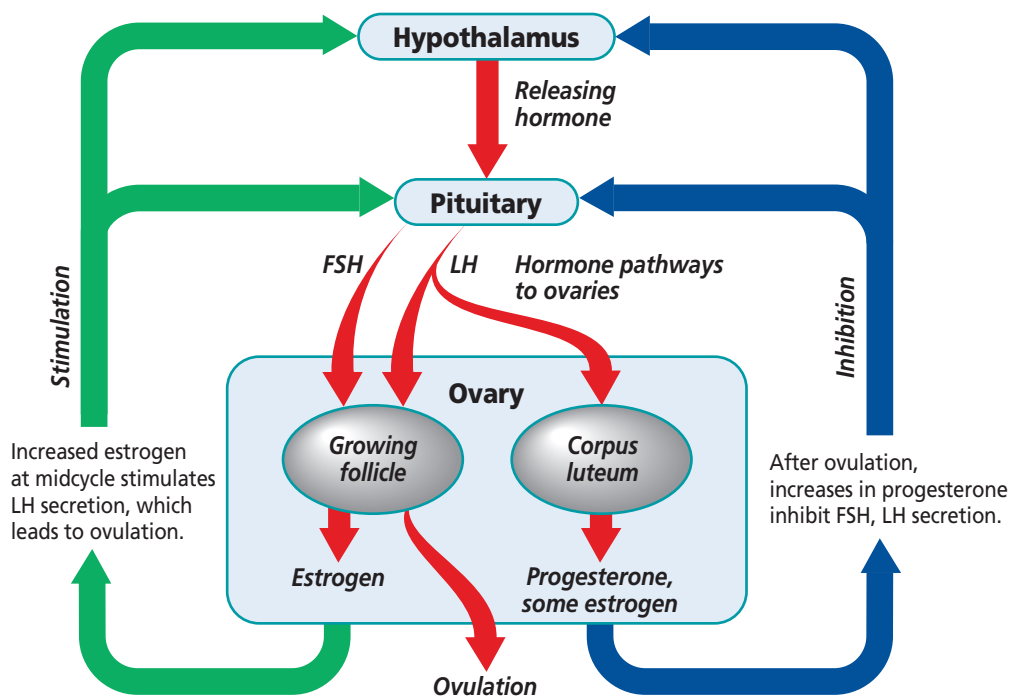 Hypothalamus
Releasing
hormone
Pituitary
FSH
LH
Hormone pathways
to ovaries
Stimulation
Inhibition
Ovary
Growing
follicle
Corpus
luteum
Increased estrogen
at midcycle stimulates
LH secretion, which
leads to ovulation.
After ovulation,
increases in progesterone
inhibit FSH, LH secretion.
Estrogen
Progesterone,
some estrogen
Ovulation